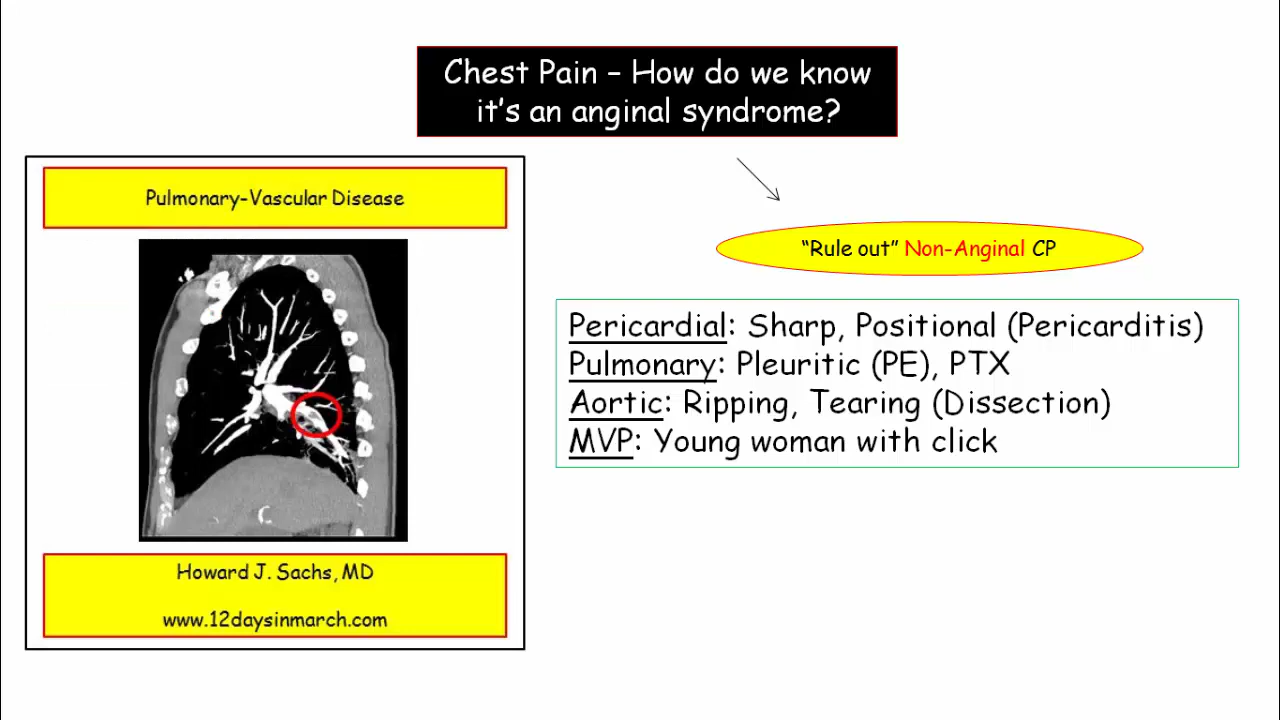 Chest Pain – How do we know
it's an anginal syndrome?
Pulmonary-Vascular Disease
"Rule out" Non-Anginal CP
Pericardial: Sharp, Positional (Pericarditis)
Pulmonary: Pleuritic (PE), PTX
Aortic: Ripping, Tearing (Dissection)
MVP: Young woman with click
Howard J. Sachs, MD
www.12daysinmarch.com